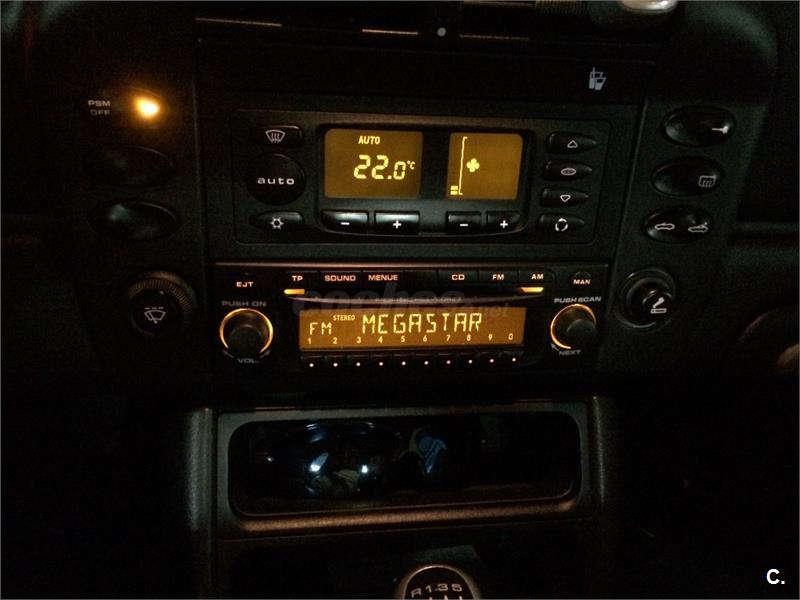 PSM
OFF
AUTO
22.0°C
auto
EJT
TP SOUND MENUE CD FM AM
MAN
PUSH ON
PUSH SCAN
FM STEREO MEGASTAR
1 2 3 4 5 6 7 8 9 0
VOL.
NEXT
R 1 3 5
C.